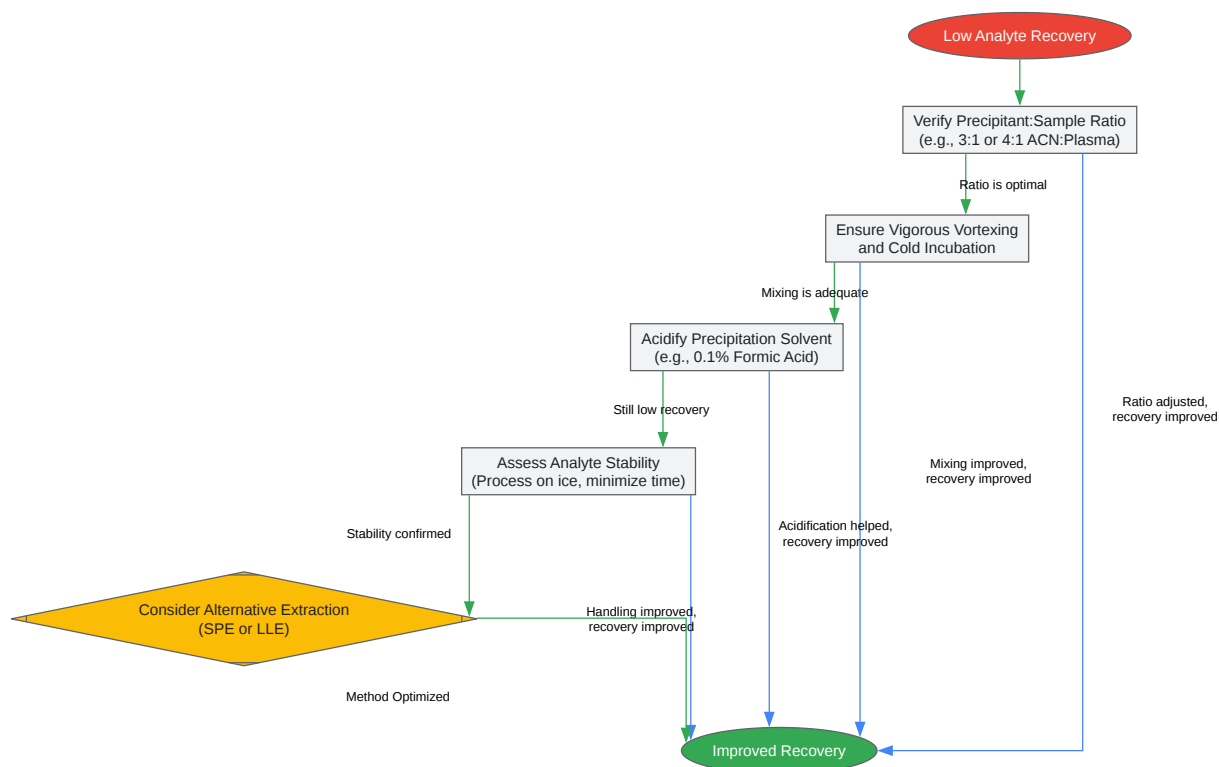 Low Analyte Recovery
Verify Precipitant:Sample Ratio
(e.g., 3:1 or 4:1 ACN:Plasma)
Ratio is optimal
Ensure Vigorous Vortexing
and Cold Incubation
Mixing is adequate
Acidify Precipitation Solvent
(e.g., 0.1% Formic Acid)
Ratio adjusted,
recovery improved
Still low recovery
Assess Analyte Stability
(Process on ice, minimize time)
Mixing improved,
recovery improved
Stability confirmed
Acidification helped,
recovery improved
Consider Alternative Extraction
(SPE or LLE)
Handling improved,
recovery improved
Method Optimized
Improved Recovery